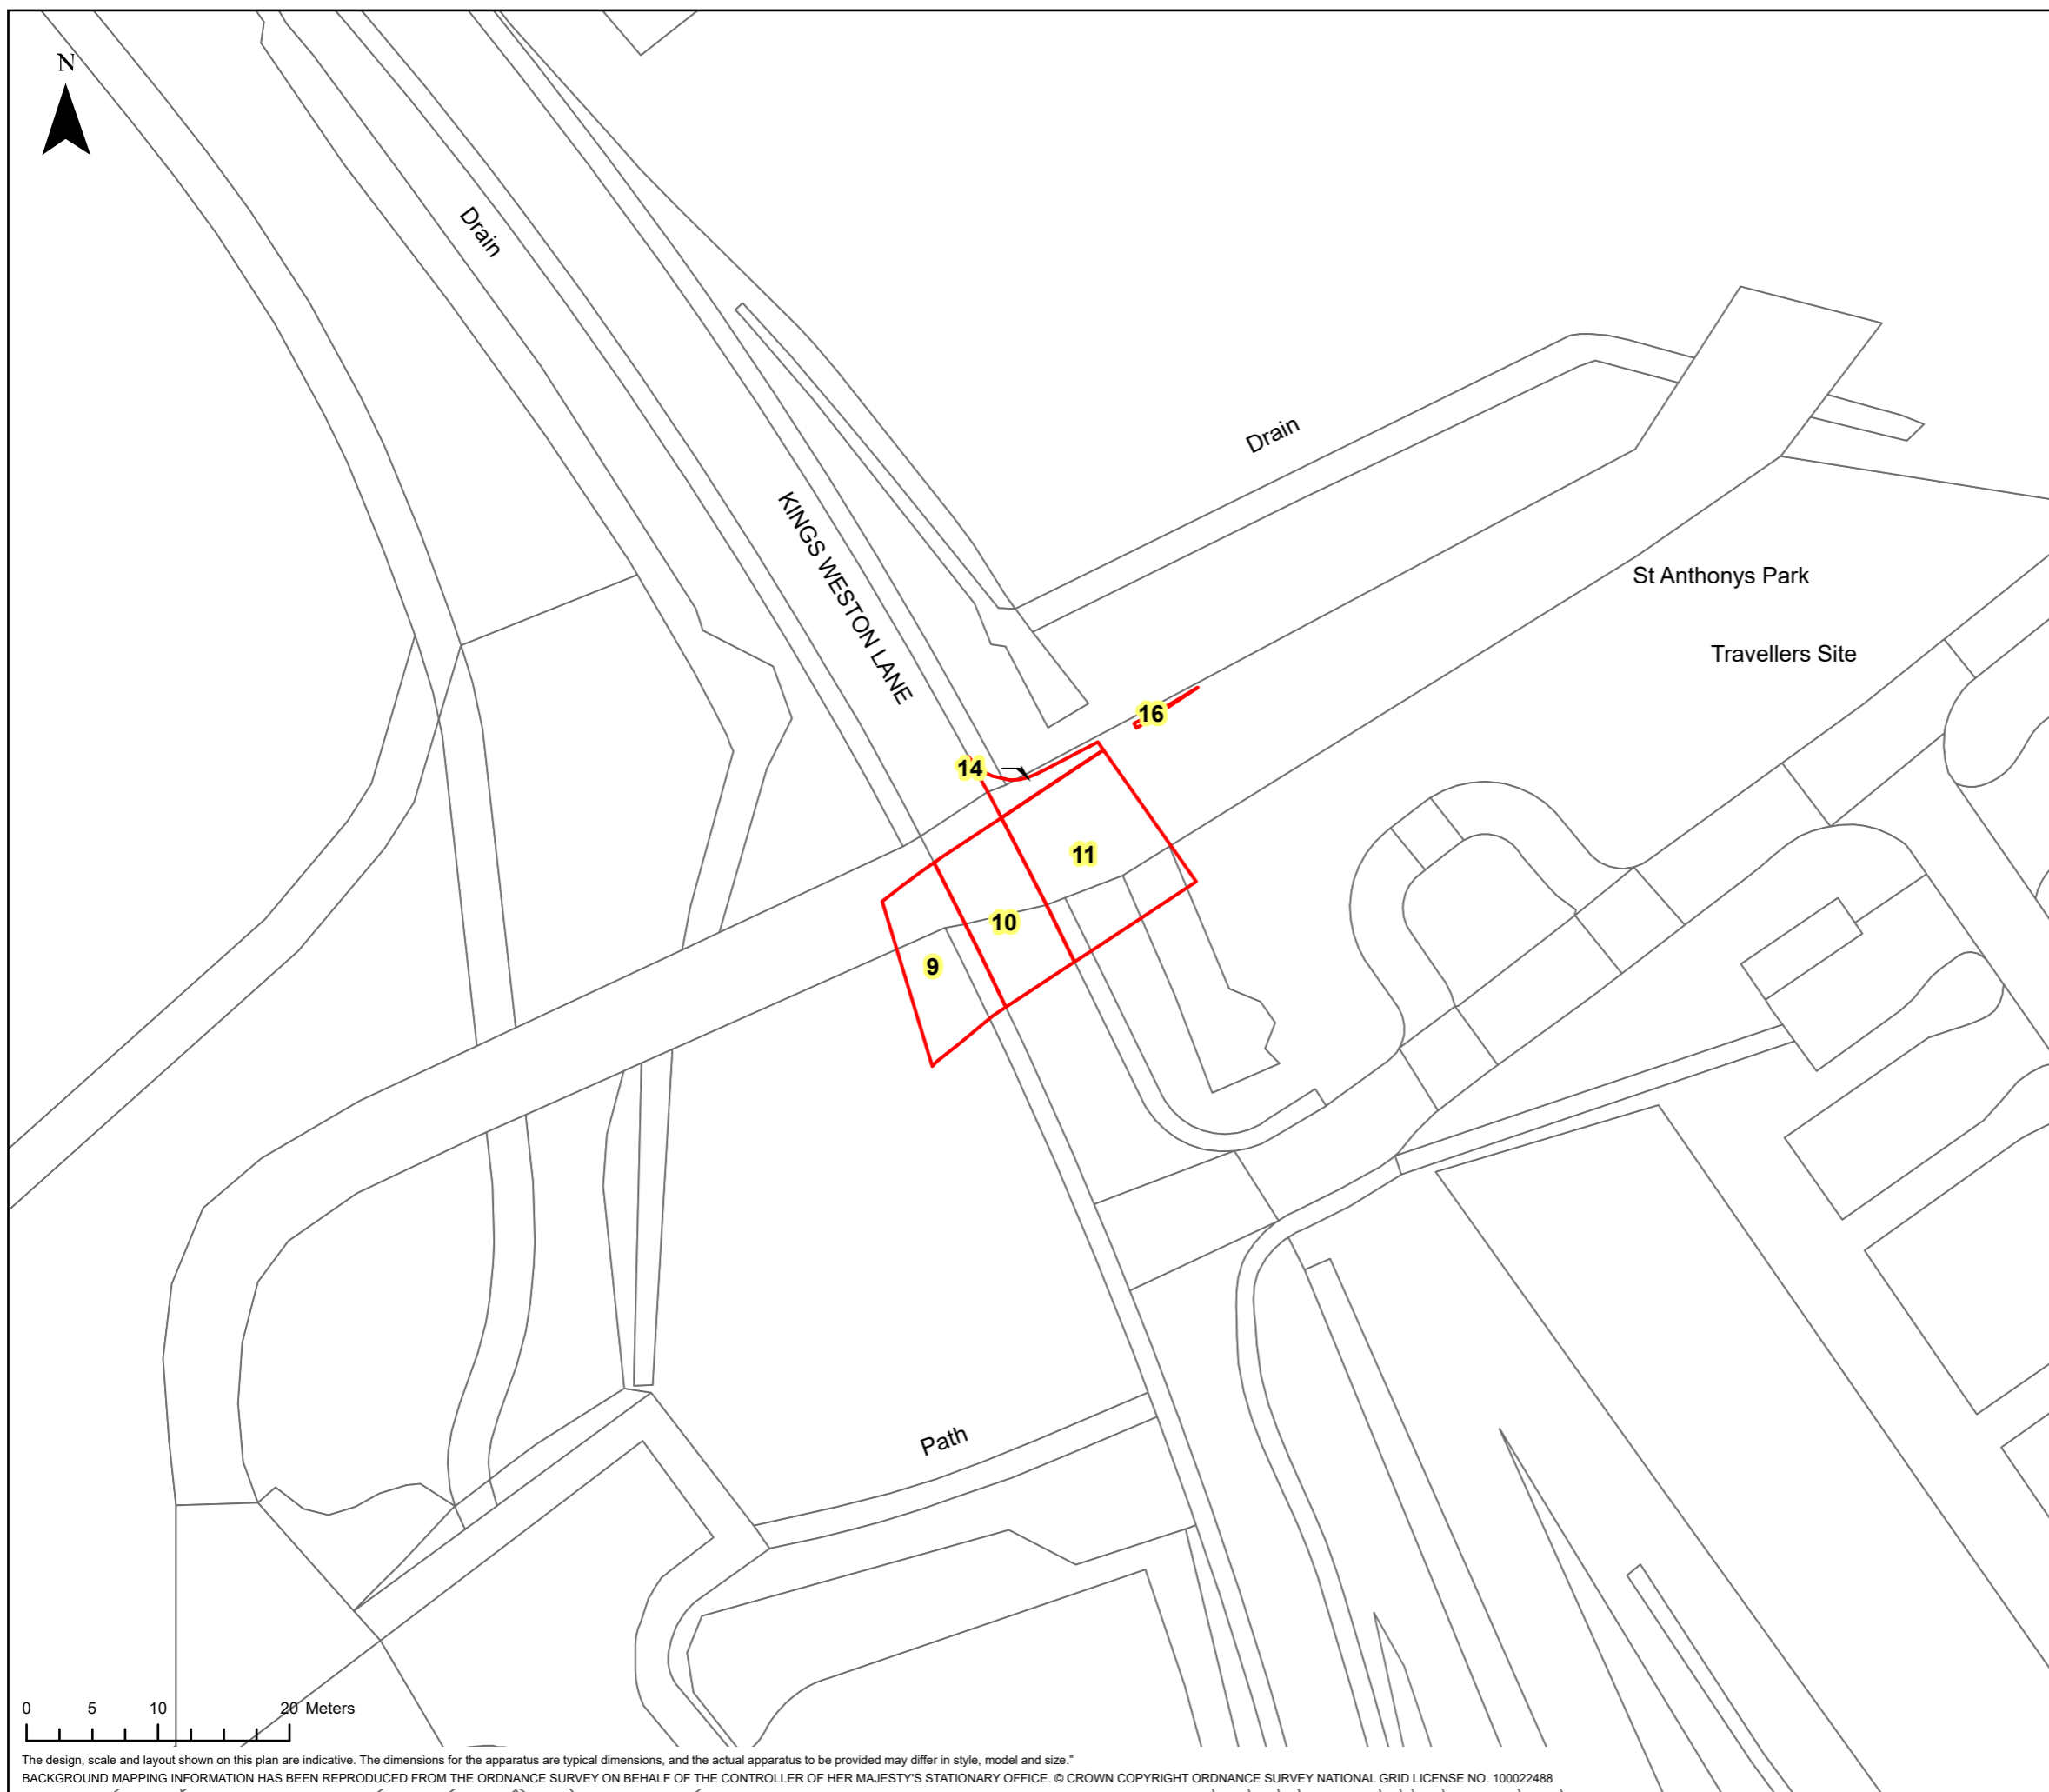 N
Drain
Drain
KINGS WESTON LANE
St Anthonys Park
Travellers Site
16
14
11
10
9
Path
0 5 10 20 Meters
The design, scale and layout shown on this plan are indicative. The dimensions for the apparatus are typical dimensions, and the actual apparatus to be provided may differ in style, model and size."
BACKGROUND MAPPING INFORMATION HAS BEEN REPRODUCED FROM THE ORDNANCE SURVEY ON BEHALF OF THE CONTROLLER OF HER MAJESTY'S STATIONARY OFFICE. © CROWN COPYRIGHT ORDNANCE SURVEY NATIONAL GRID LICENSE NO. 100022488